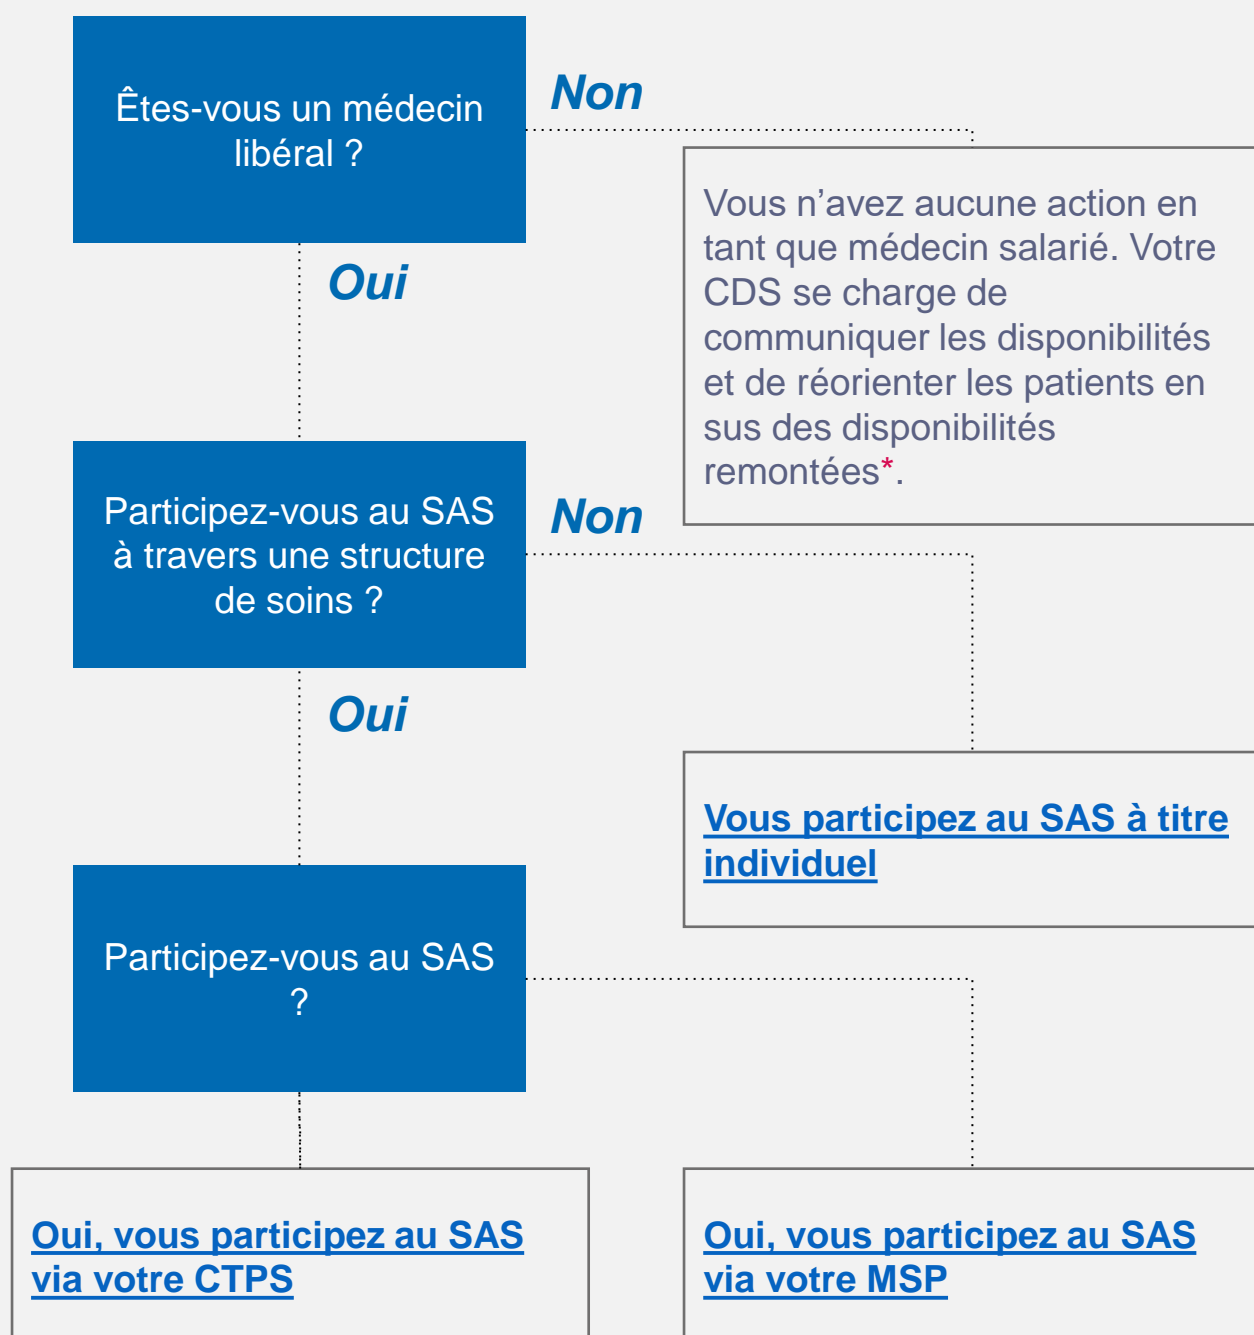 Êtes-vous un médecin
libéral ?
Non
Vous n’avez aucune action en
tant que médecin salarié. Votre
CDS se charge de
communiquer les disponibilités
et de réorienter les patients en
sus des disponibilités
remontées*.
Oui
Participez-vous au SAS
à travers une structure
de soins ?
Non
Vous participez au SAS à titre
individuel
Oui
Participez-vous au SAS
?
Oui, vous participez au SAS
via votre CTPS
Oui, vous participez au SAS
via votre MSP